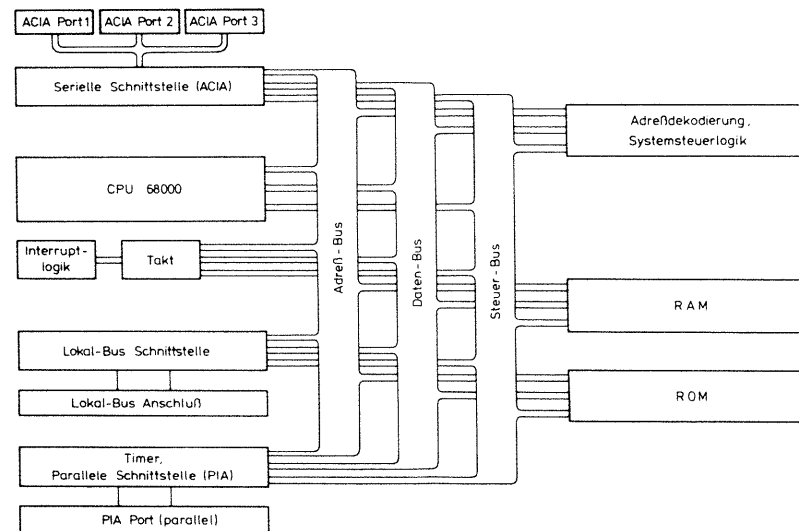 ACIA Port 1
ACIA Port 2
ACIA Port 3
Serielle Schnittstelle (ACIA)
CPU 68000
Interrupt-
logik
Takt
Lokal-Bus Schnittstelle
Lokal-Bus Anschluß
Timer,
Parallele Schnittstelle (PIA)
PIA Port (parallel)
Adreß-Bus
Daten-Bus
Steuer-Bus
Adreßdekodierung,
Systemsteuerlogik
RAM
ROM